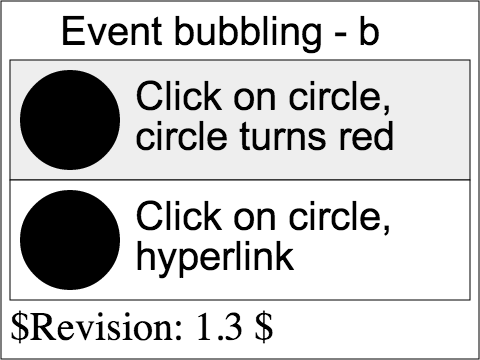 Event bubbling - b
Click on circle,
circle turns red
Click on circle,
hyperlink
$Revision: 1.3 $